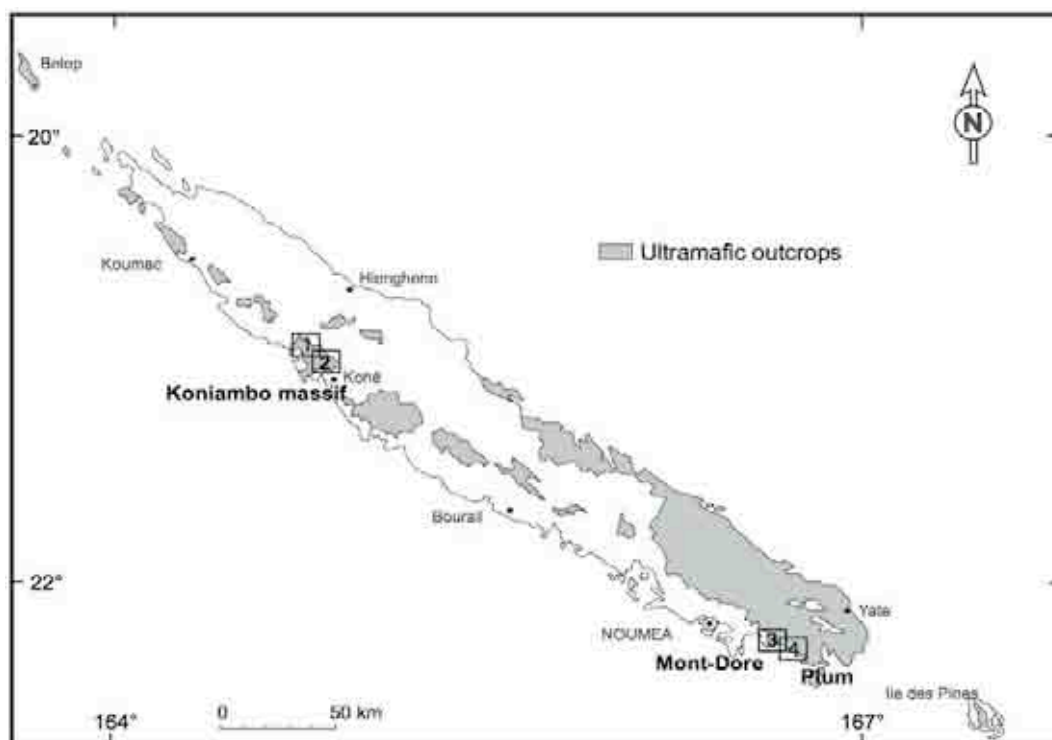 Belep
N
20°
Ultramafic outcrops
Koumac
Hienghene
1
2
Koné
Koniambo massif
Bourail
22°
Yate
NOUMEA
3
4
Mont-Dore
Plum
Ile des Pines
0 50 km
164°
167°